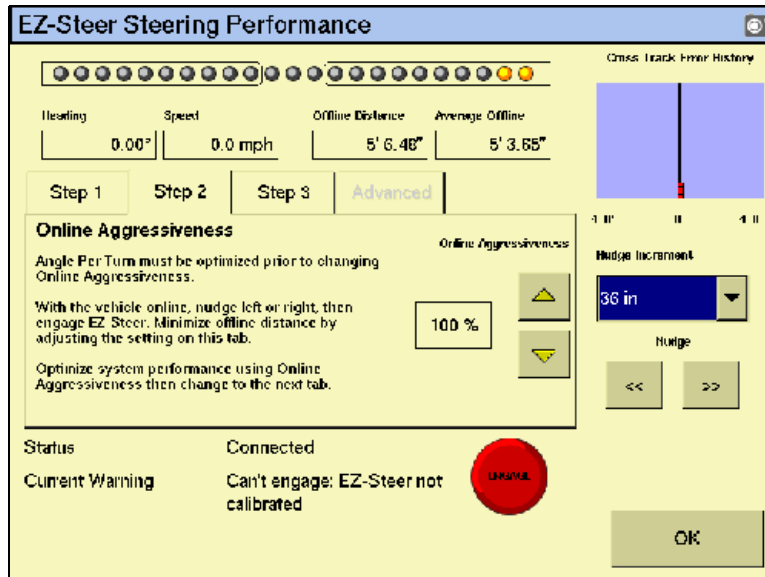 EZ-Steer Steering Performance
Cross Track Error History
Heading
Speed
Offline Distance
Average Offline
0.00°
0.0 mph
5' 6.48"
5' 3.65"
Step 1
Step 2
Step 3
Advanced
Online Aggressiveness
Online Aggressiveness
Angle Per Turn must be optimized prior to changing
Online Aggressiveness.
With the vehicle online, nudge left or right, then
engage EZ Steer. Minimize offline distance by
adjusting the setting on this tab.
100 %
Optimize system performance using Online
Aggressiveness then change to the next tab.
Nudge Increment
36 in
Nudge
<<
>>
Status
Connected
Current Warning
Can't engage: EZ-Steer not
calibrated
ENGAGE
OK